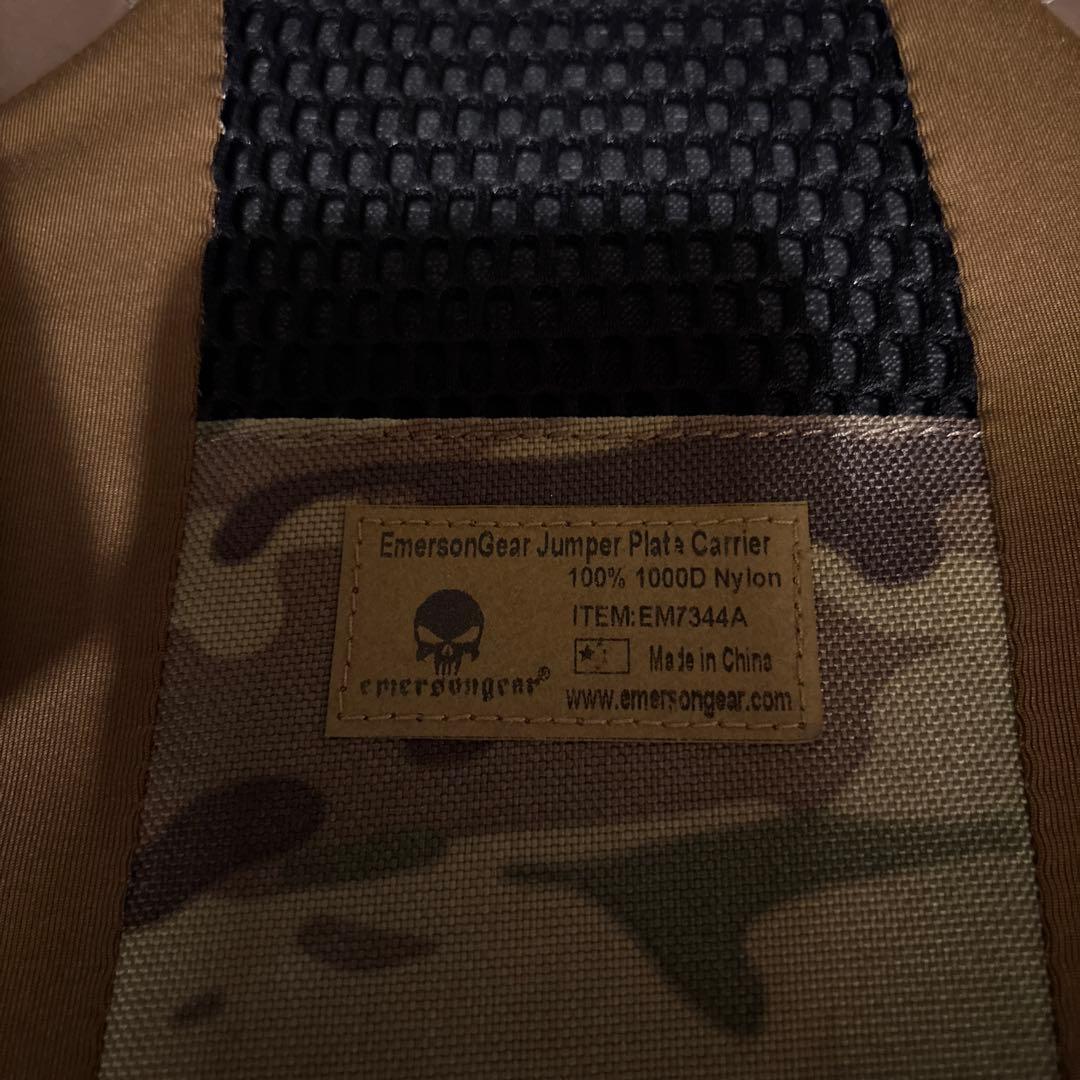 EmersonGear Jumper Plate Carrier
100% 1000D Nylon
ITEM:EM7344A
Made in China
emersongear®
www.emersongear.com